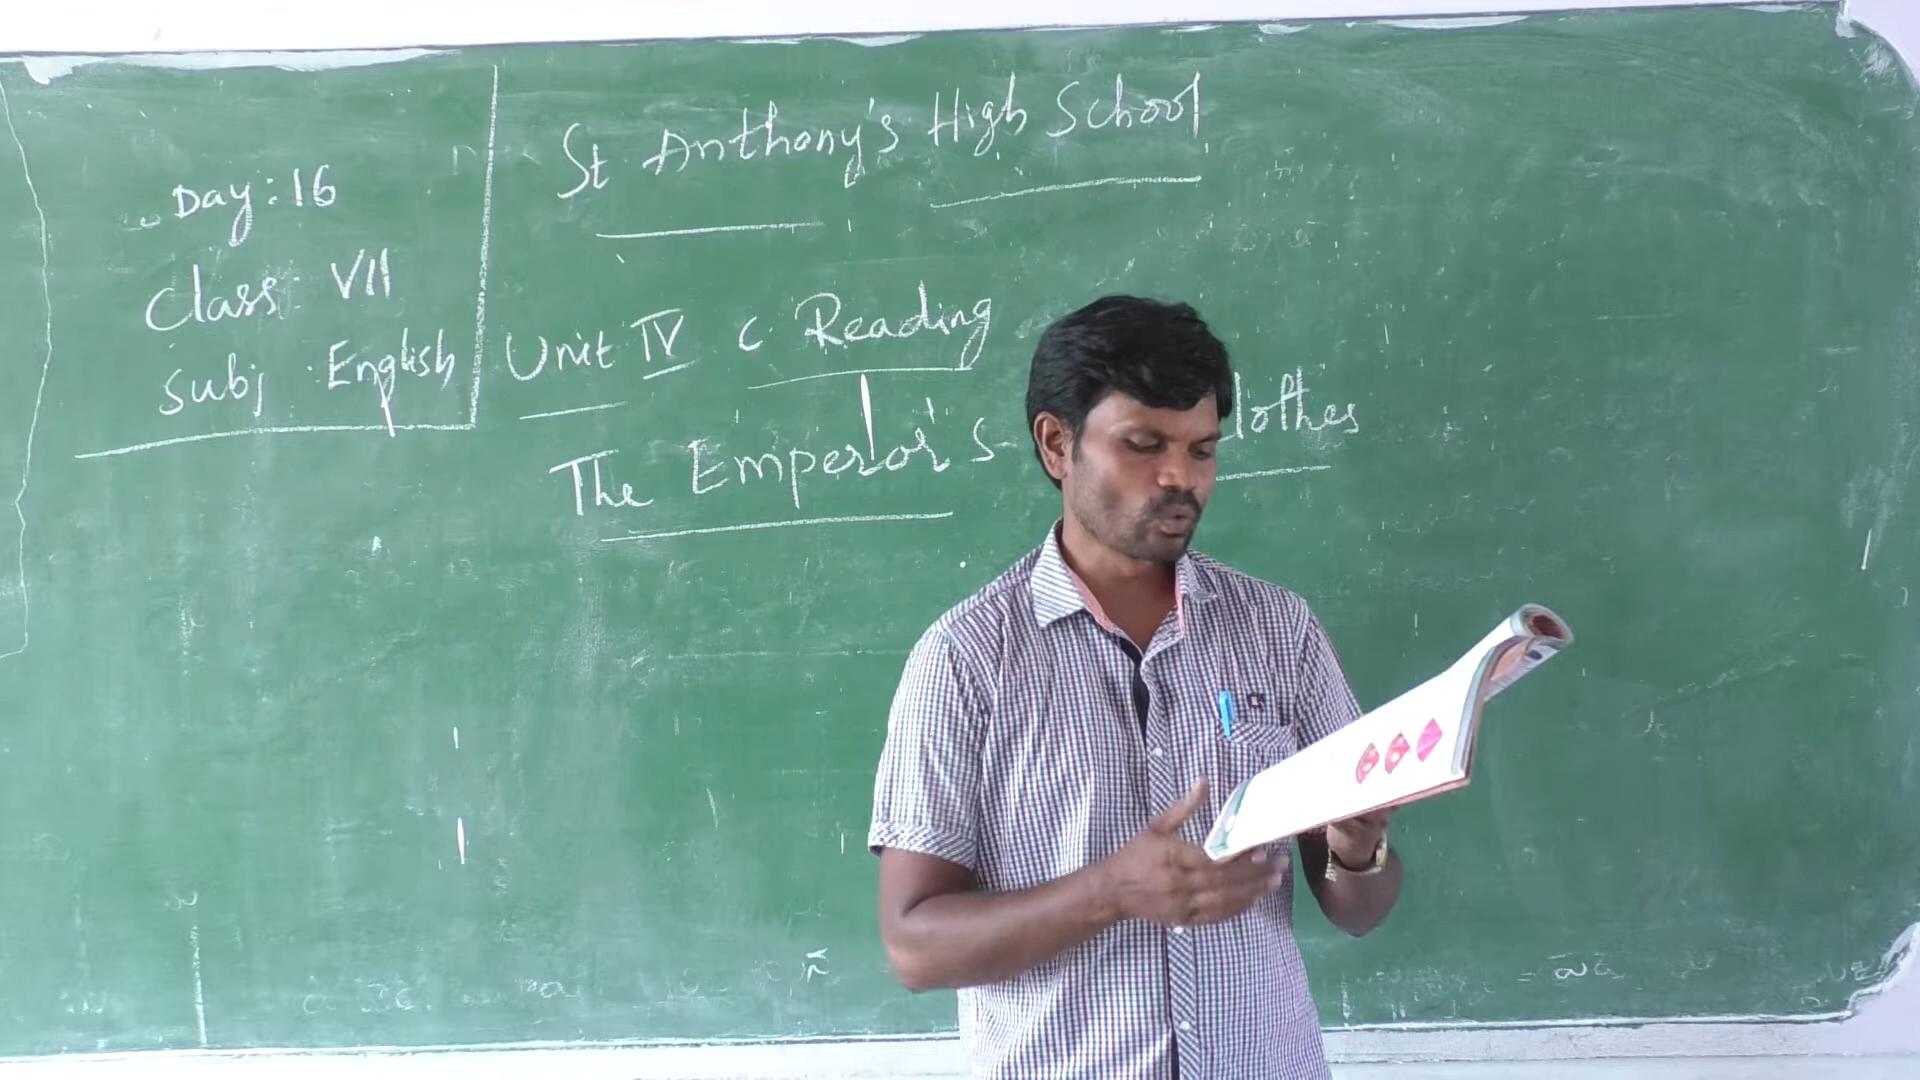 Day: 16
Class: VII
Subj : English
St Anthony's High School
Unit IV C Reading
The Emperor's lothes